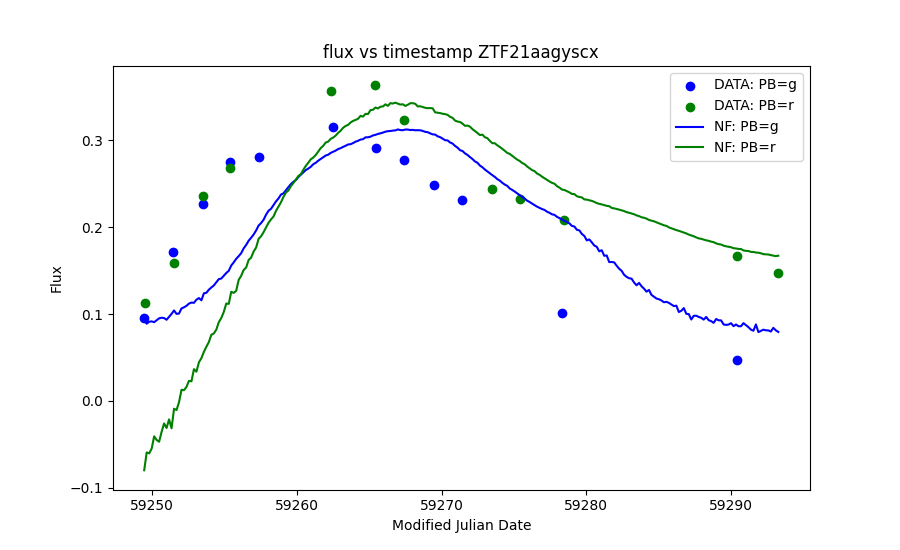 flux vs timestamp ZTF21aagyscx
DATA: PB=g
DATA: PB=r
NF: PB=g
NF: PB=r
Flux
0.3
0.2
0.1
0.0
−0.1
59250
59260
59270
59280
59290
Modified Julian Date